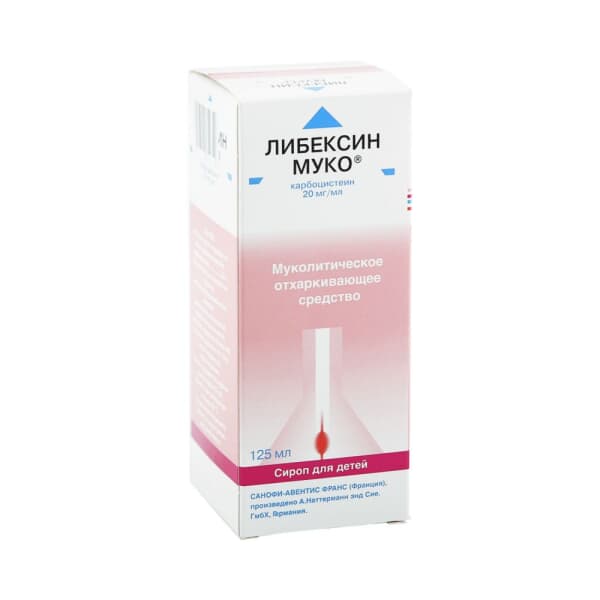 ЛИБЕКСИН
МУКО®
карбоцистеин
20 мг/мл
Муколитическое
отхаркивающее
средство
125 мл
Сироп для детей
САНОФИ-АВЕНТИС ФРАНС (Франция),
произведено А.Наттерманн энд Сие.
ГмбХ, Германия.